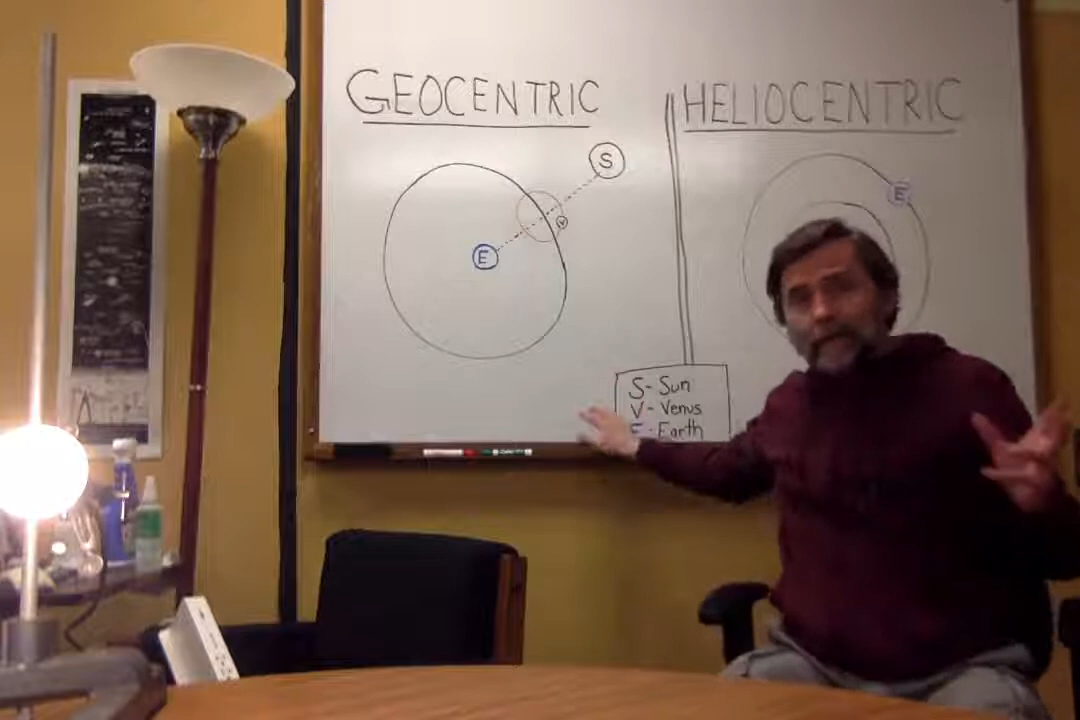 GEOCENTRIC
HELIOCENTRIC
S
E
V
E
S- Sun
V- Venus
E- Earth